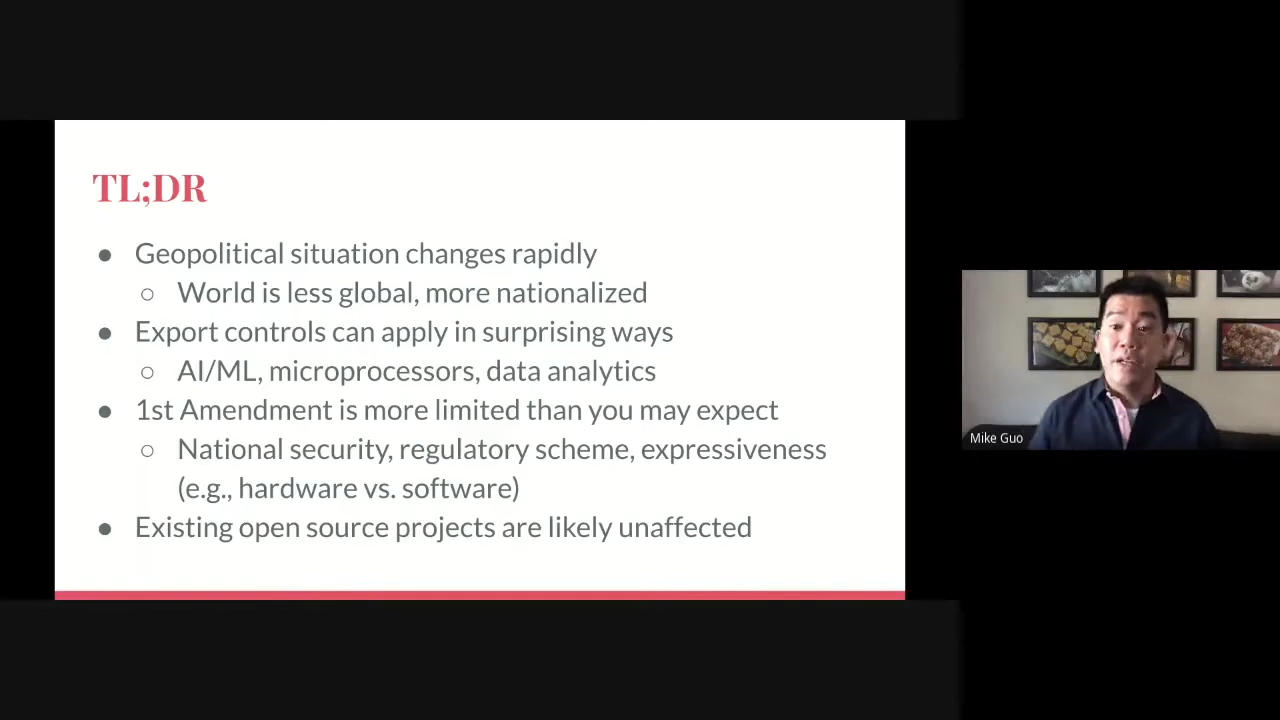 TL;DR
● Geopolitical situation changes rapidly
○ World is less global, more nationalized
● Export controls can apply in surprising ways
○ AI/ML, microprocessors, data analytics
● 1st Amendment is more limited than you may expect
○ National security, regulatory scheme, expressiveness
(e.g., hardware vs. software)
● Existing open source projects are likely unaffected
Mike Guo